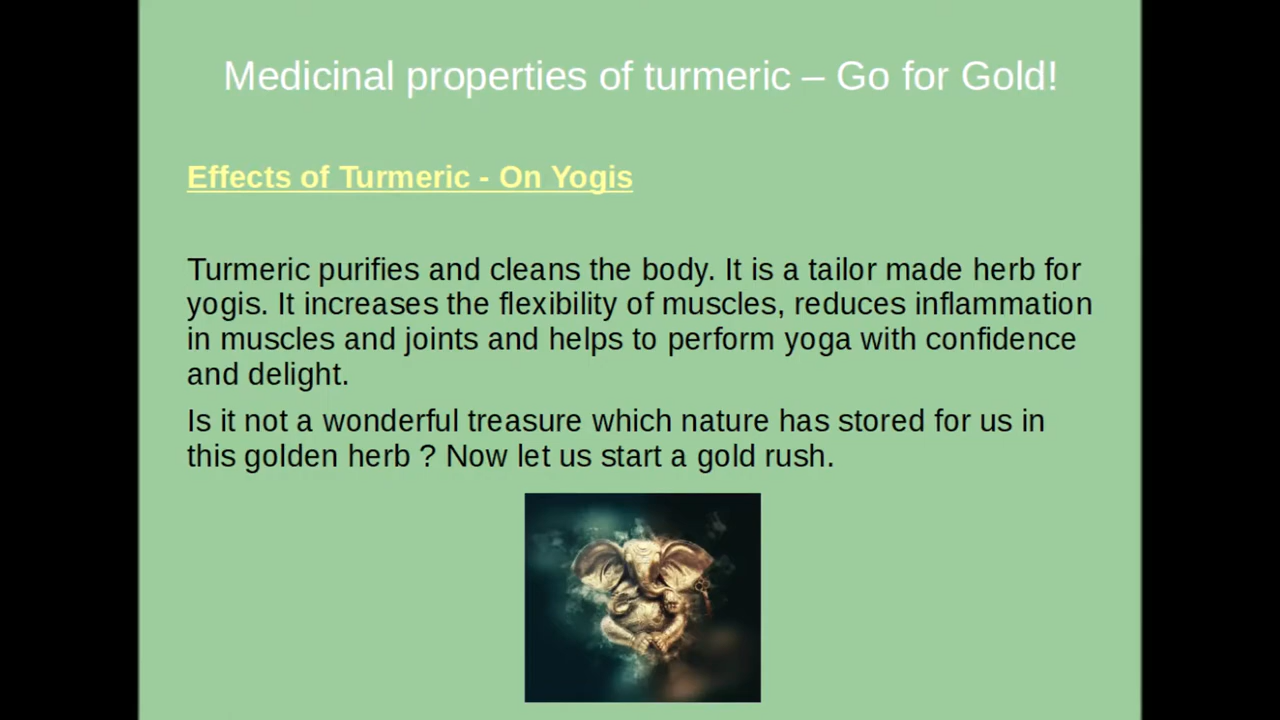 Medicinal properties of turmeric – Go for Gold!
Effects of Turmeric - On Yogis
Turmeric purifies and cleans the body. It is a tailor made herb for
yogis. It increases the flexibility of muscles, reduces inflammation
in muscles and joints and helps to perform yoga with confidence
and delight.
Is it not a wonderful treasure which nature has stored for us in
this golden herb ? Now let us start a gold rush.